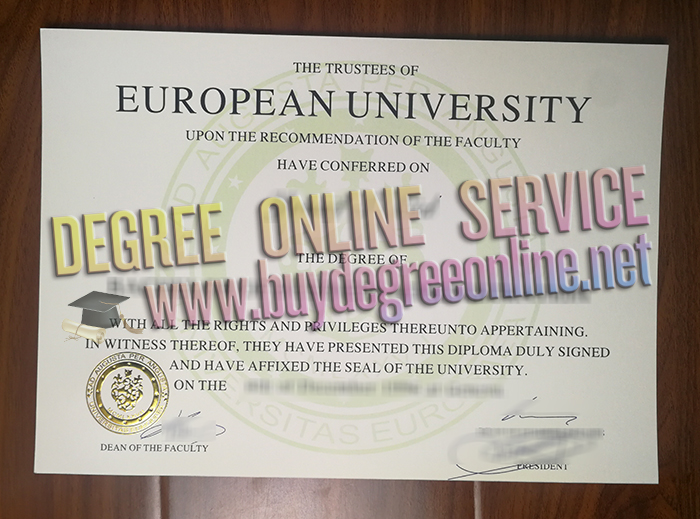 THE TRUSTEES OF
EUROPEAN UNIVERSITY
UPON THE RECOMMENDATION OF THE FACULTY
HAVE CONFERRED ON
DEGREE ONLINE SERVICE
THE DEGREE OF
www.buydegreeonline.net
WITH ALL THE RIGHTS AND PRIVILEGES THEREUNTO APPERTAINING.
IN WITNESS THEREOF, THEY HAVE PRESENTED THIS DIPLOMA DULY SIGNED
AND HAVE AFFIXED THE SEAL OF THE UNIVERSITY.
ON THE
DEAN OF THE FACULTY
PRESIDENT